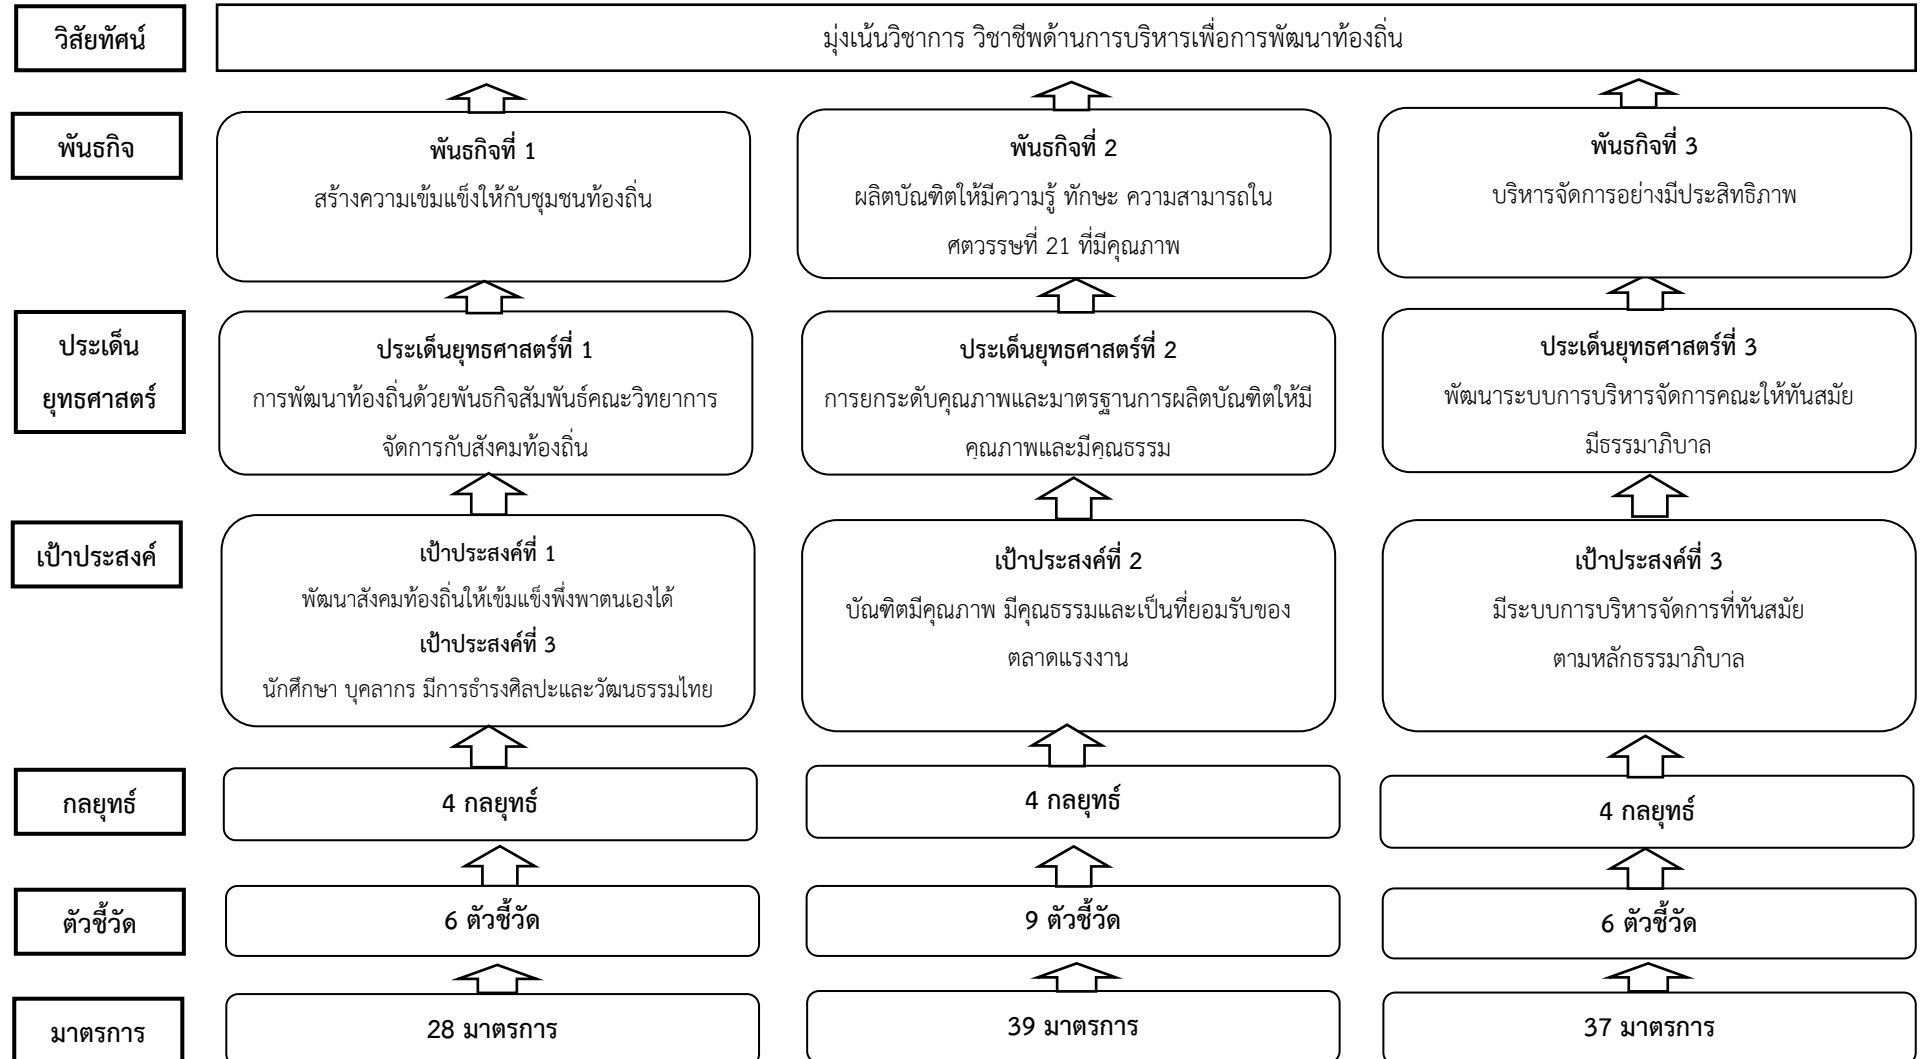 วิสัยทัศน์
มุ่งเน้นวิชาการ วิชาชีพด้านการบริหารเพื่อการพัฒนาท้องถิ่น
พันธกิจ
พันธกิจที่ 1
สร้างความเข้มแข็งให้กับชุมชนท้องถิ่น
พันธกิจที่ 2
ผลิตบัณฑิตให้มีความรู้ ทักษะ ความสามารถใน
ศตวรรษที่ 21 ที่มีคุณภาพ
พันธกิจที่ 3
บริหารจัดการอย่างมีประสิทธิภาพ
ประเด็น
ยุทธศาสตร์
ประเด็นยุทธศาสตร์ที่ 1
การพัฒนาท้องถิ่นด้วยพันธกิจสัมพันธ์คณะวิทยาการ
จัดการกับสังคมท้องถิ่น
ประเด็นยุทธศาสตร์ที่ 2
การยกระดับคุณภาพและมาตรฐานการผลิตบัณฑิตให้มี
คุณภาพและมีคุณธรรม
ประเด็นยุทธศาสตร์ที่ 3
พัฒนาระบบการบริหารจัดการคณะให้ทันสมัย
มีธรรมาภิบาล
เป้าประสงค์
เป้าประสงค์ที่ 1
พัฒนาสังคมท้องถิ่นให้เข้มแข็งพึ่งพาตนเองได้
เป้าประสงค์ที่ 3
นักศึกษา บุคลากร มีการธำรงศิลปะและวัฒนธรรมไทย
เป้าประสงค์ที่ 2
บัณฑิตมีคุณภาพ มีคุณธรรมและเป็นที่ยอมรับของ
ตลาดแรงงาน
เป้าประสงค์ที่ 3
มีระบบการบริหารจัดการที่ทันสมัย
ตามหลักธรรมาภิบาล
กลยุทธ์
4 กลยุทธ์
4 กลยุทธ์
4 กลยุทธ์
ตัวชี้วัด
6 ตัวชี้วัด
9 ตัวชี้วัด
6 ตัวชี้วัด
มาตรการ
28 มาตรการ
39 มาตรการ
37 มาตรการ